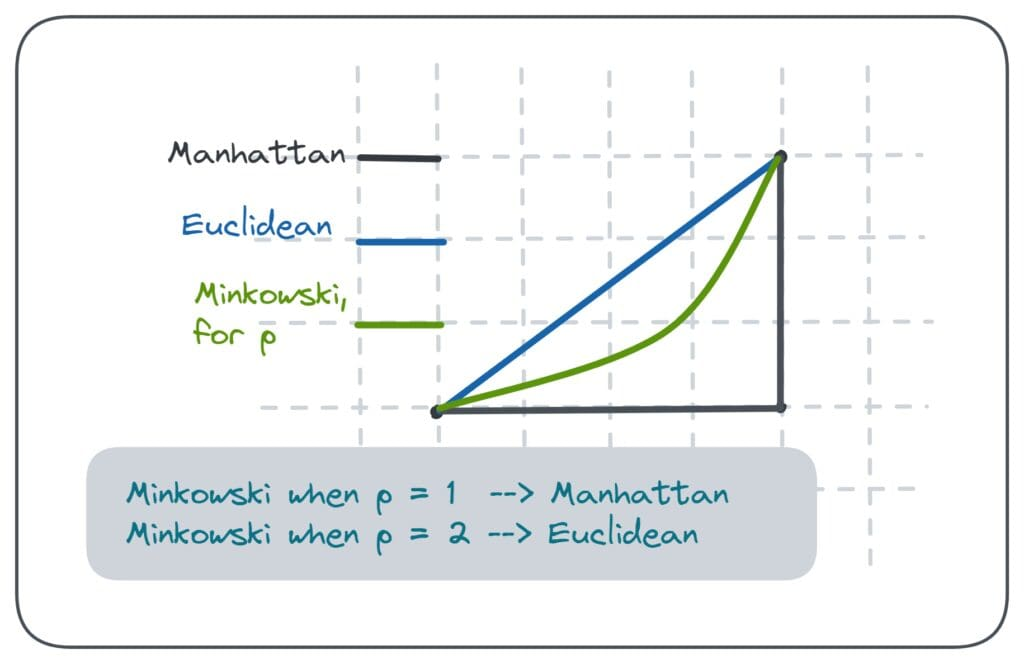 Manhattan
Euclidean
Minkowski,
for p
Minkowski when p = 1 --> Manhattan
Minkowski when p = 2 --> Euclidean